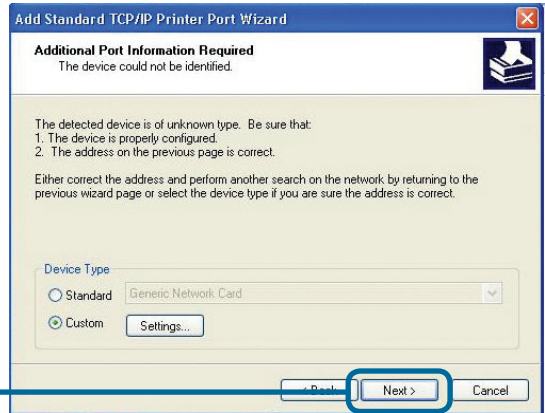 Add Standard TCP/IP Printer Port Wizard
Additional Port Information Required
The device could not be identified.
The detected device is of unknown type. Be sure that:
1. The device is properly configured.
2. The address on the previous page is correct.
Either correct the address and perform another search on the network by returning to the
previous wizard page or select the device type if you are sure the address is correct.
Device Type
Standard
Generic Network Card
Custom
Settings...
< Back
Next >
Cancel